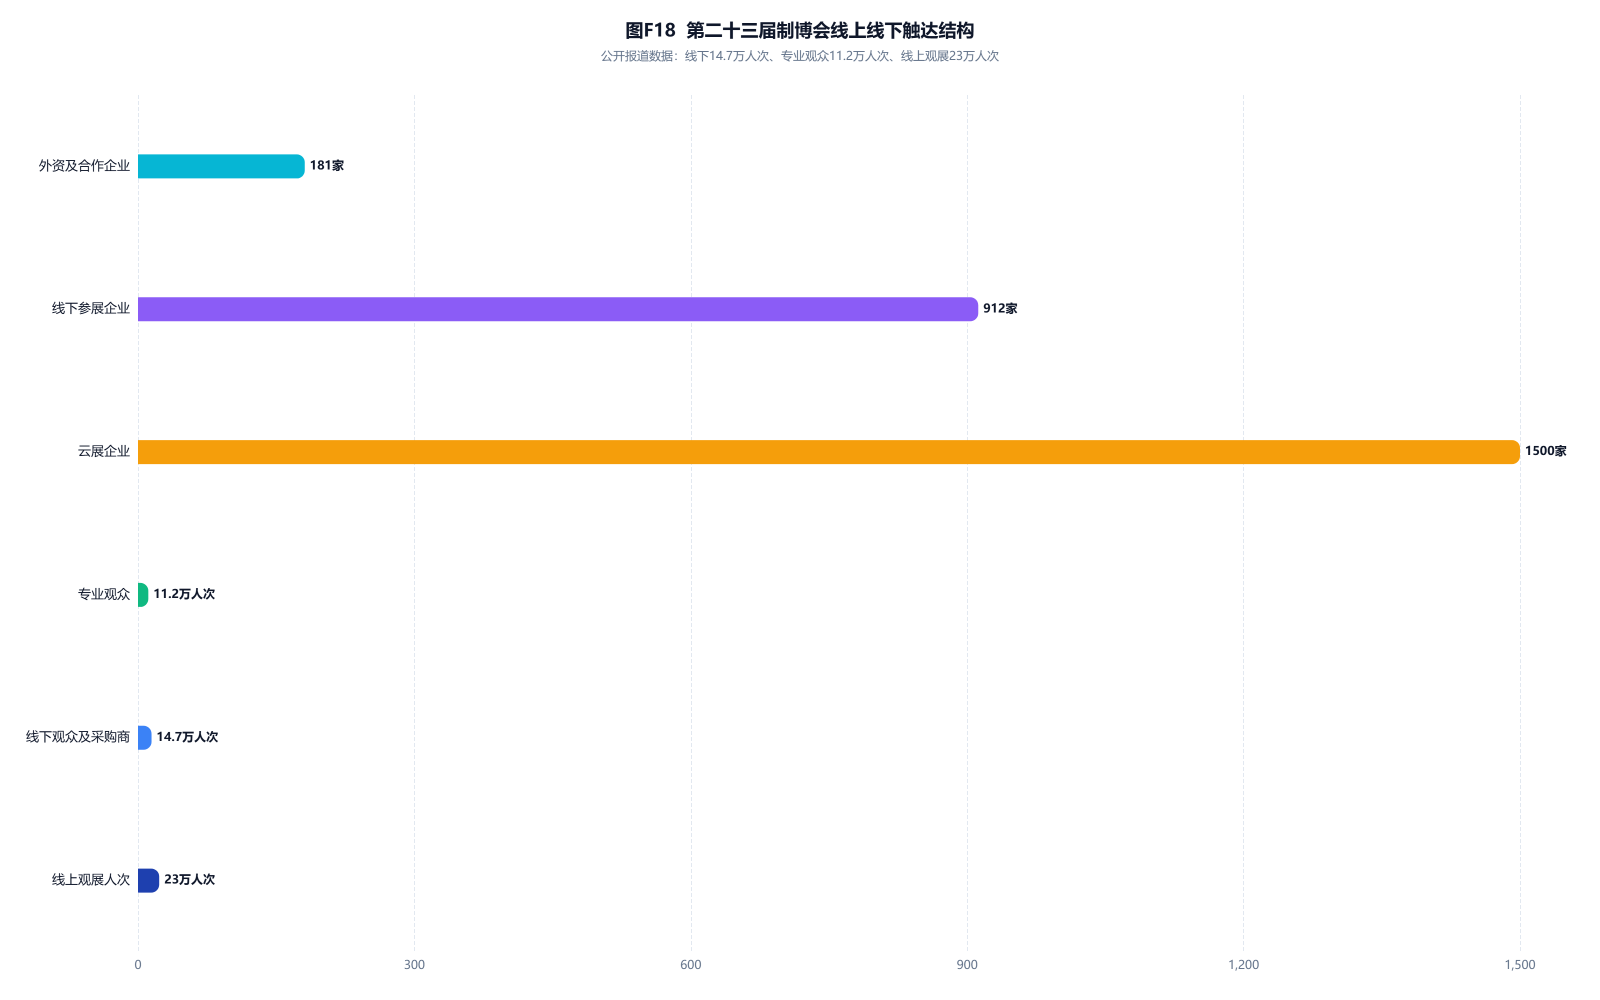 图F18 第二十三届制博会线上线下触达结构
公开报道数据：线下14.7万人次、专业观众11.2万人次、线上观展23万人次
外资及合作企业 181家
线下参展企业 912家
云展企业 1500家
专业观众 11.2万人次
线下观众及采购商 14.7万人次
线上观展人次 23万人次
0 300 600 900 1,200 1,500